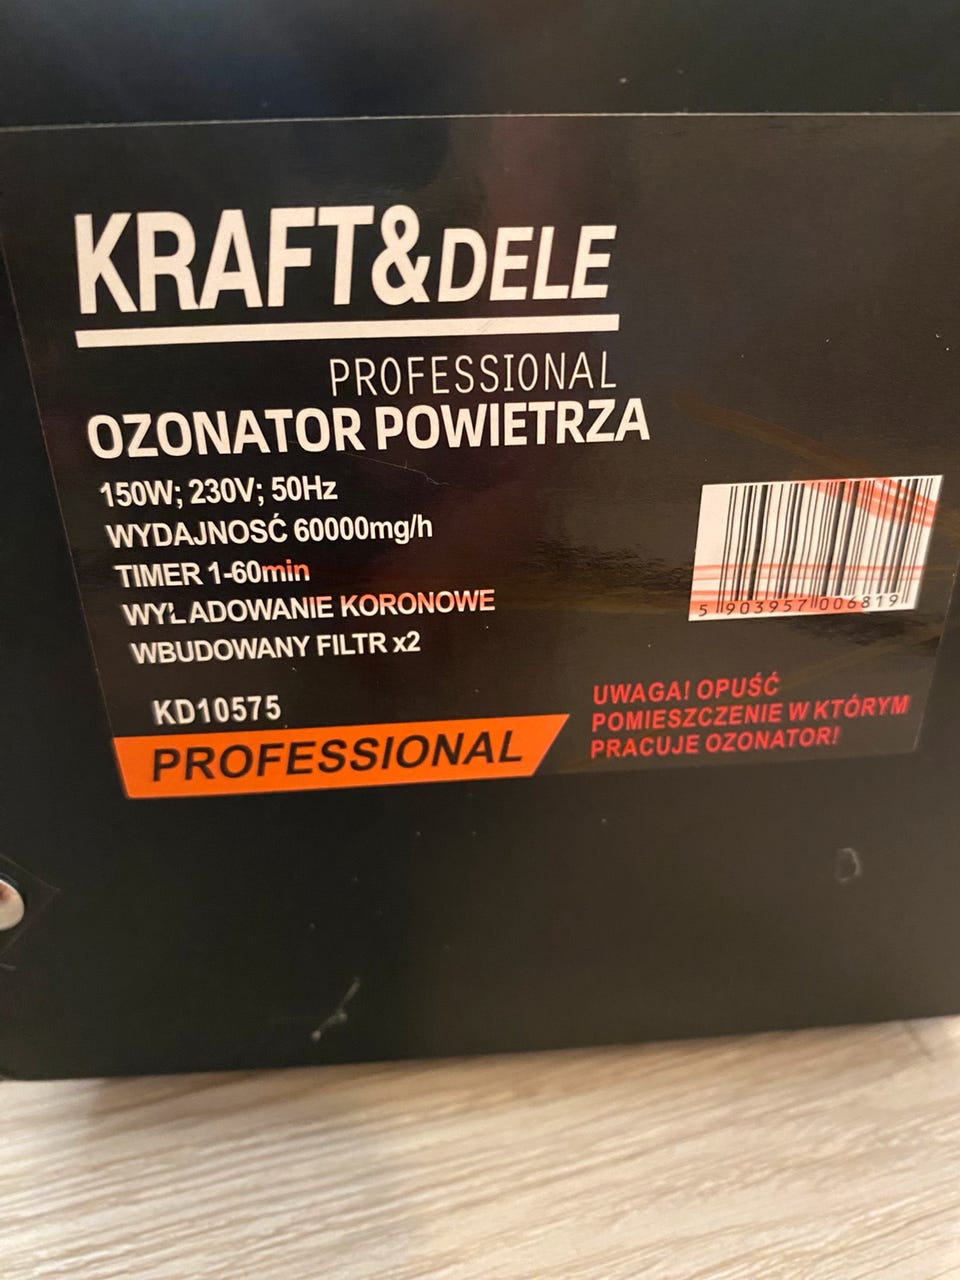 KRAFT&DELE
PROFESSIONAL
OZONATOR POWIETRZA
150W; 230V; 50Hz
WYDAJNOSĆ 60000mg/h
TIMER 1-60min
WYŁADOWANIE KORONOWE
WBUDOWANY FILTR x2
KD10575
PROFESSIONAL
5 903957 006819
UWAGA! OPUŚĆ
POMIESZCZENIE W KTÓRYM
PRACUJE OZONATOR!